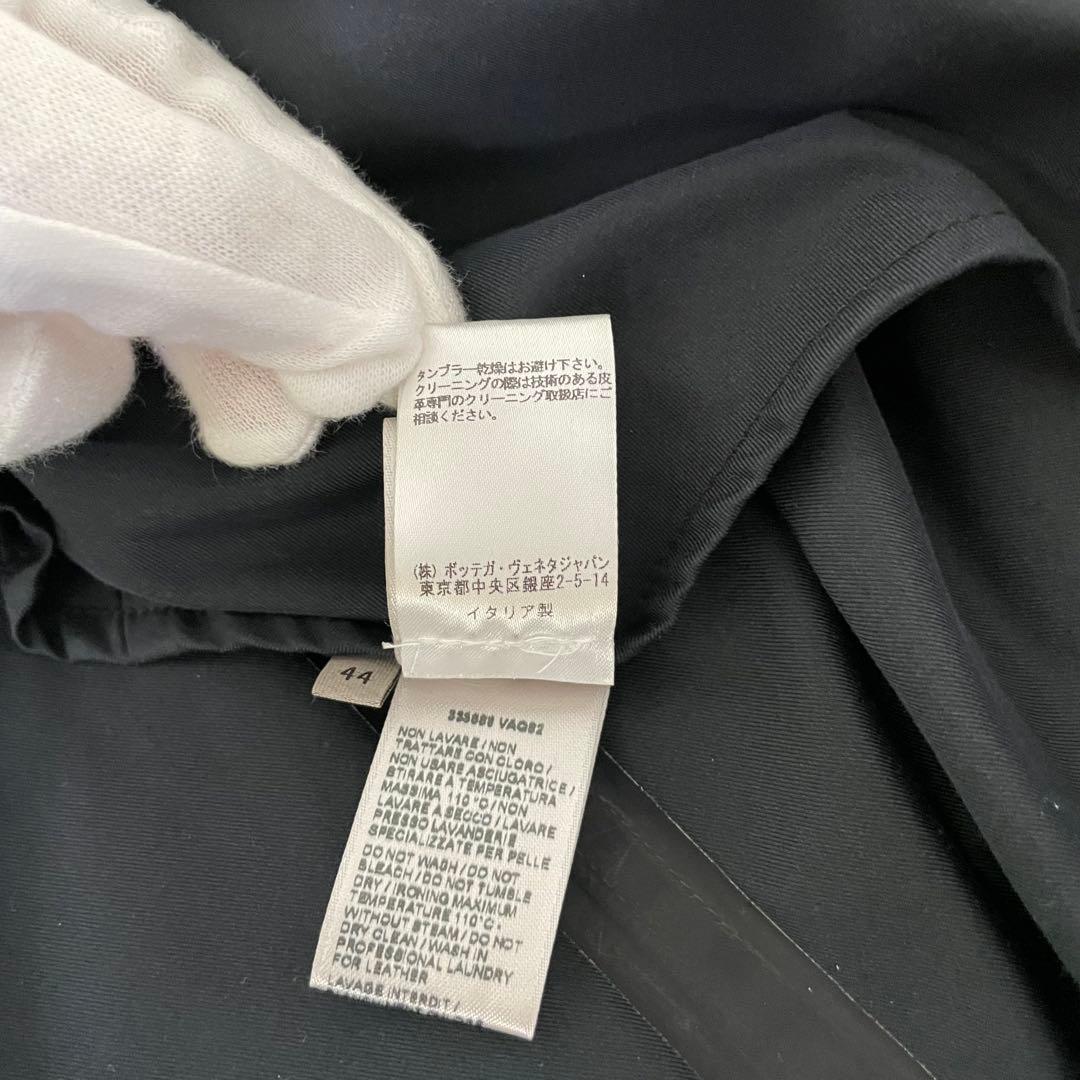 タンブラー乾燥はお避け下さい。
クリーニングの際は技術のある皮
革専門のクリーニング取扱店にご
相談ください。
(株) ボッテガ・ヴェネタジャパン
東京都中央区銀座2-5-14
イタリア製
44
VAQ82
NON LAVARE / NON
TRATTARE CON CLORO /
NON USARE ASCIUGATRICE /
STIRARE A TEMPERATURA
MASSIMA 110°C / NON
LAVARE A SECCO / LAVARE
PRESSO LAVANDERIE
SPECIALIZZATE PER PELLE
DO NOT WASH / DO NOT
BLEACH / DO NOT TUMBLE
DRY / IRONING MAXIMUM
TEMPERATURE 110°C.
WITHOUT STEAM / DO NOT
DRY CLEAN / WASH IN
PROFESSIONAL LAUNDRY
FOR LEATHER
LAVAGE INTERDIT /